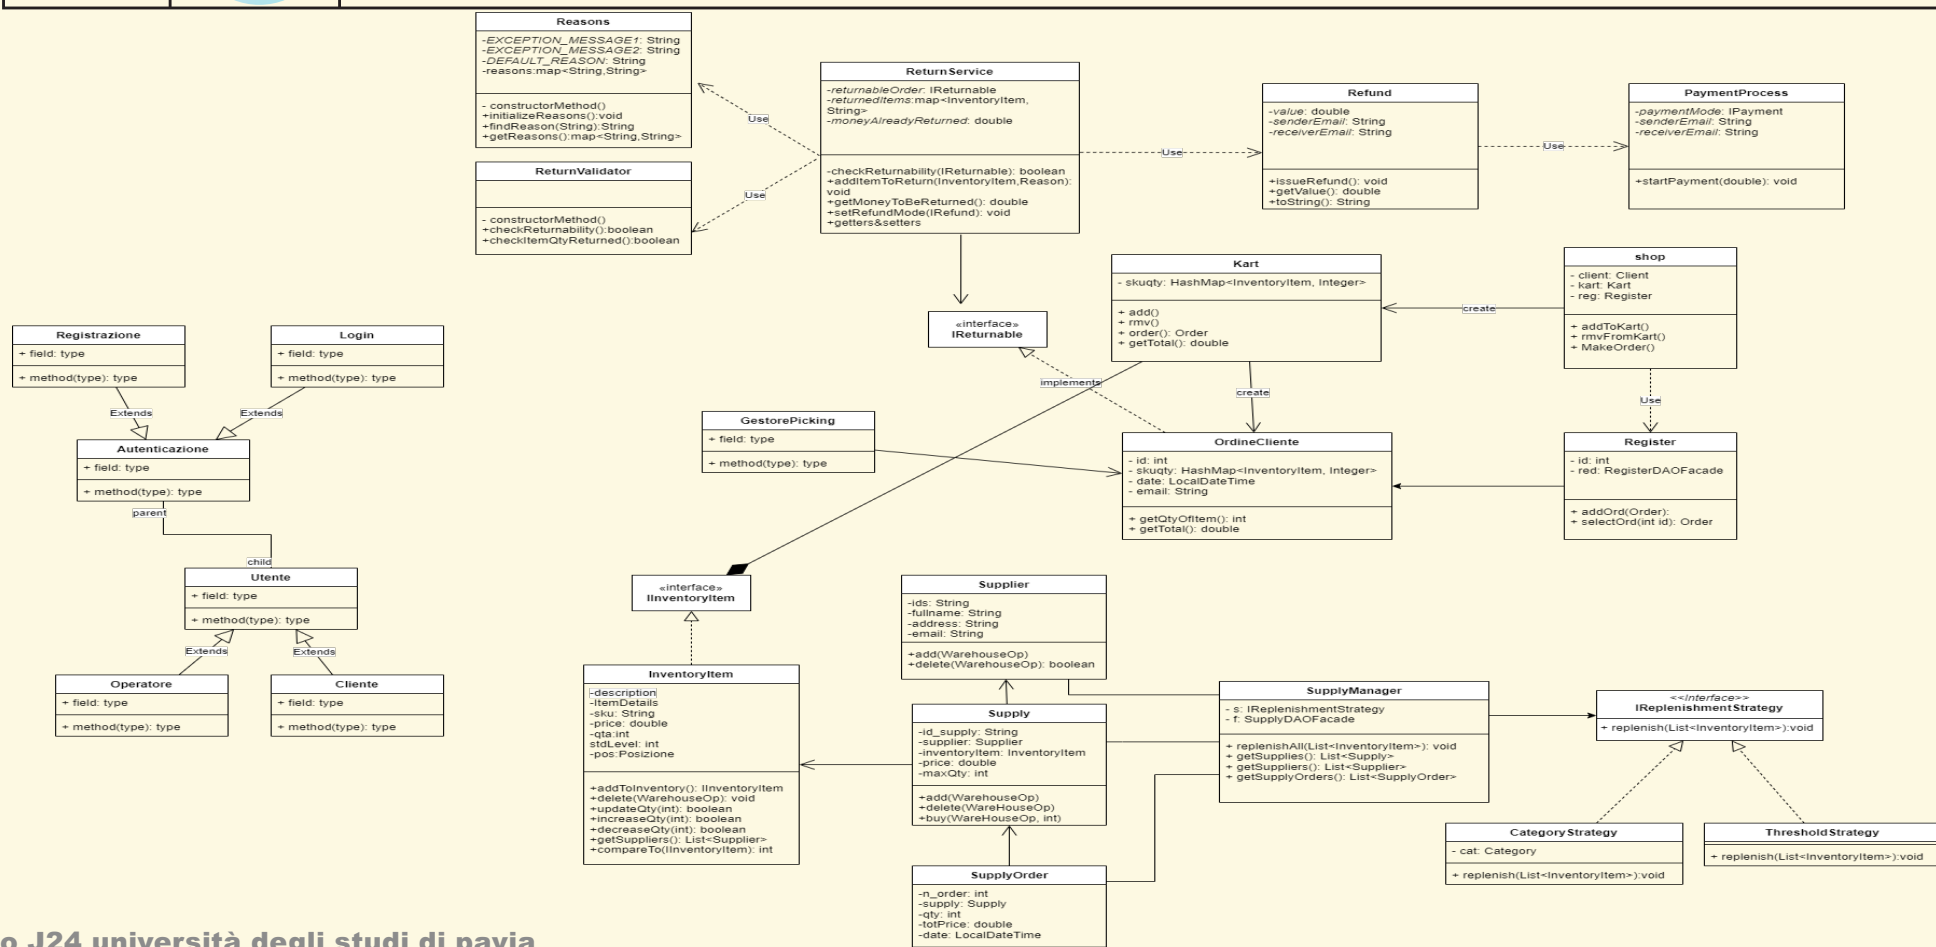 Reasons
-EXCEPTION_MESSAGE1: String
-EXCEPTION_MESSAGE2: String
-DEFAULT_REASON: String
-reasons:map<String,String>
- constructorMethod()
+initializeReasons():void
+findReason(String):String
+getReasons():map<String,String>
ReturnValidator
- constructorMethod()
+checkReturnability():boolean
+checkItemQtyReturned():boolean
Use
Use
ReturnService
-returnableOrder: IReturnable
-returnedItems:map<InventoryItem,
String>
-moneyAlreadyReturned: double
-checkReturnability(IReturnable): boolean
+addItemToReturn(InventoryItem,Reason):
void
+getMoneyToBeReturned(): double
+setRefundMode(IRefund): void
+getters&setters
Use
Refund
-value: double
-senderEmail: String
-receiverEmail: String
+issueRefund(): void
+getValue(): double
+toString(): String
Use
PaymentProcess
-paymentMode: IPayment
-senderEmail: String
-receiverEmail: String
+startPayment(double): void
Kart
- skuqty: HashMap<InventoryItem, Integer>
+ add()
+ rmv()
+ order(): Order
+ getTotal(): double
create
shop
- client: Client
- kart: Kart
- reg: Register
+ addToKart()
+ rmvFromKart()
+ MakeOrder()
«interface»
IReturnable
implements
create
Use
Registrazione
+ field: type
+ method(type): type
Login
+ field: type
+ method(type): type
Extends
Extends
Autenticazione
+ field: type
+ method(type): type
parent
child
Utente
+ field: type
+ method(type): type
Extends
Extends
Operatore
+ field: type
+ method(type): type
Cliente
+ field: type
+ method(type): type
GestorePicking
+ field: type
+ method(type): type
OrdineCliente
- id: int
- skuqty: HashMap<InventoryItem, Integer>
- date: LocalDateTime
- email: String
+ getQtyOfItem(): int
+ getTotal(): double
Register
- id: int
- red: RegisterDAOFacade
+ addOrd(Order):
+ selectOrd(int id): Order
«interface»
IInventoryItem
InventoryItem
-description
-ItemDetails
-sku: String
-price: double
-qta:int
stdLevel: int
-pos:Posizione
+addToInventory(): IInventoryItem
+delete(WarehouseOp): void
+updateQty(int): boolean
+increaseQty(int): boolean
+decreaseQty(int): boolean
+getSuppliers(): List<Supplier>
+compareTo(IInventoryItem): int
Supplier
-ids: String
-fullname: String
-address: String
-email: String
+add(WarehouseOp)
+delete(WarehouseOp): boolean
Supply
-id_supply: String
-supplier: Supplier
-inventoryItem: InventoryItem
-price: double
-maxQty: int
+add(WarehouseOp)
+delete(WareHouseOp)
+buy(WareHouseOp, int)
SupplyOrder
-n_order: int
-supply: Supply
-qty: int
-totPrice: double
-date: LocalDateTime
SupplyManager
- s: IReplenishmentStrategy
- f: SupplyDAOFacade
+ replenishAll(List<InventoryItem>): void
+ getSupplies(): List<Supply>
+ getSuppliers(): List<Supplier>
+ getSupplyOrders(): List<SupplyOrder>
<<Interface>>
IReplenishmentStrategy
+ replenish(List<InventoryItem>):void
CategoryStrategy
- cat: Category
+ replenish(List<InventoryItem>):void
ThresholdStrategy
+ replenish(List<InventoryItem>):void
o J24 università degli studi di pavia